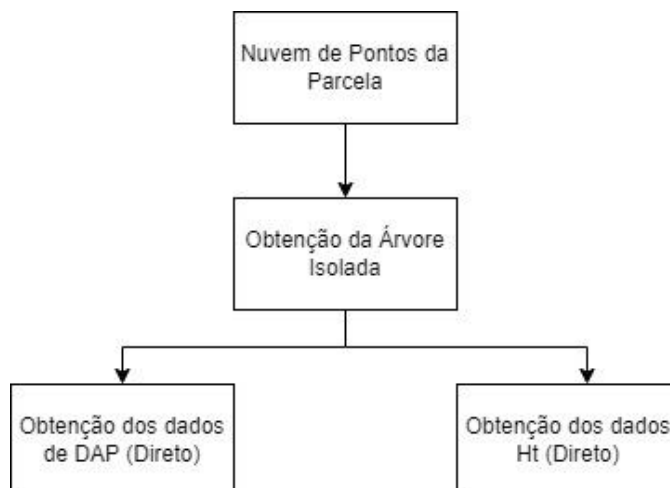 Nuvem de Pontos da
Parcela
Obtenção da Árvore
Isolada
Obtenção dos dados
de DAP (Direto)
Obtenção dos dados
Ht (Direto)